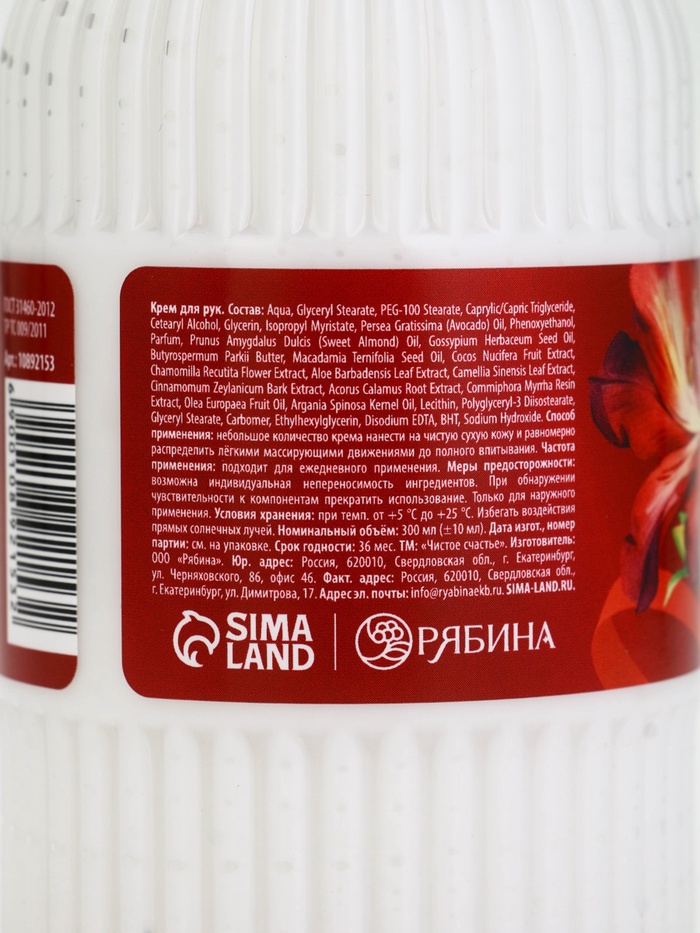 ГОСТ 31460-2012
ТР ТС 009/2011
Арт.: 10892153
Крем для рук. Состав: Aqua, Glyceryl Stearate, PEG-100 Stearate, Caprylic/Capric Triglyceride,
Cetearyl Alcohol, Glycerin, Isopropyl Myristate, Persea Gratissima (Avocado) Oil, Phenoxyethanol,
Parfum, Prunus Amygdalus Dulcis (Sweet Almond) Oil, Gossypium Herbaceum Seed Oil,
Butyrospermum Parkii Butter, Macadamia Ternifolia Seed Oil, Cocos Nucifera Fruit Extract,
Chamomilla Recutita Flower Extract, Aloe Barbadensis Leaf Extract, Camellia Sinensis Leaf Extract,
Cinnamomum Zeylanicum Bark Extract, Acorus Calamus Root Extract, Commiphora Myrrha Resin
Extract, Olea Europaea Fruit Oil, Argania Spinosa Kernel Oil, Lecithin, Polyglyceryl-3 Diisostearate,
Glyceryl Stearate, Carbomer, Ethylhexylglycerin, Disodium EDTA, BHT, Sodium Hydroxide. Способ
применения: небольшое количество крема нанести на чистую сухую кожу и равномерно
распределить лёгкими массирующими движениями до полного впитывания. Частота
применения: подходит для ежедневного применения. Меры предосторожности:
возможна индивидуальная непереносимость ингредиентов. При обнаружении
чувствительности к компонентам прекратить использование. Только для наружного
применения. Условия хранения: при темп. от +5 °С до +25 °С. Избегать воздействия
прямых солнечных лучей. Номинальный объём: 300 мл (±10 мл). Дата изгот., номер
партии: см. на упаковке. Срок годности: 36 мес. ТМ: «Чистое счастье». Изготовитель:
ООО «Рябина». Юр. адрес: Россия, 620010, Свердловская обл., г. Екатеринбург,
ул. Черняховского, 86, офис 46. Факт. адрес: Россия, 620010, Свердловская обл.,
г. Екатеринбург, ул. Димитрова, 17. Адрес эл. почты: info@ryabinaekb.ru. SIMA-LAND.RU.
SIMA
LAND
РЯБИНА